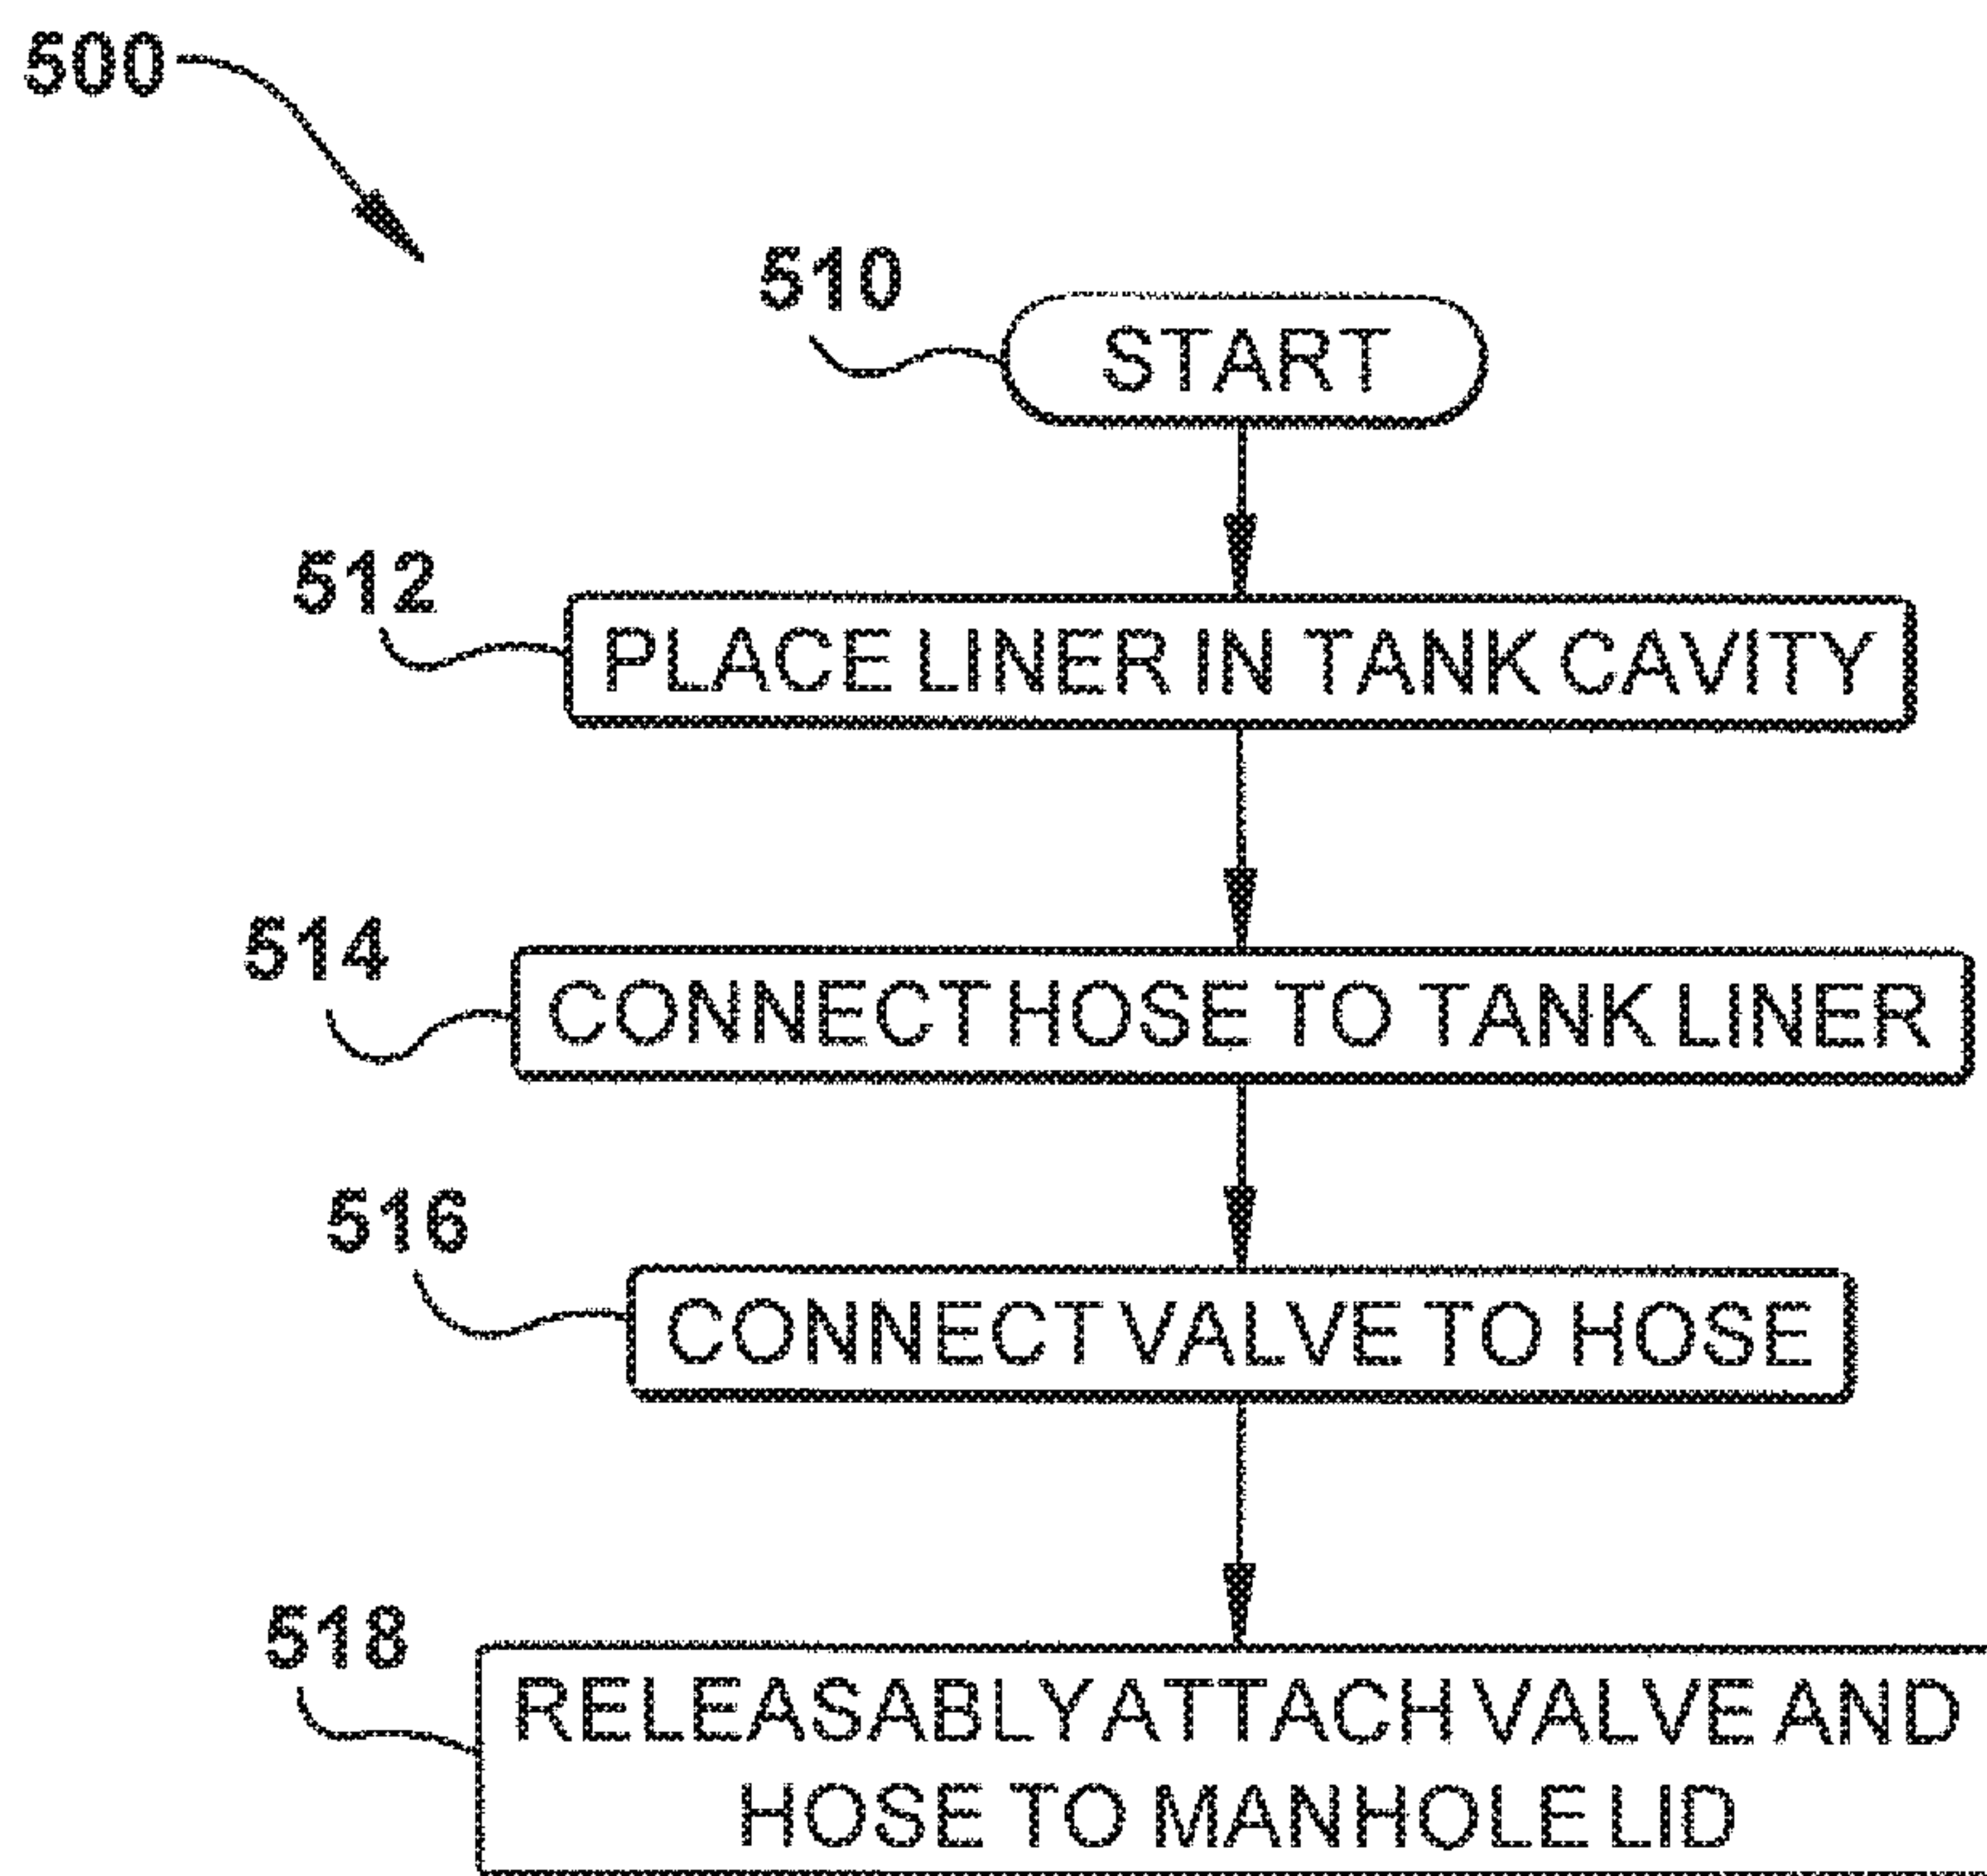 500
510
START
512
PLACE LINER IN TANK CAVITY
514
CONNECT HOSE TO TANK LINER
516
CONNECT VALVE TO HOSE
518
RELEASABLY ATTACH VALVE AND
HOSE TO MANHOLE LID